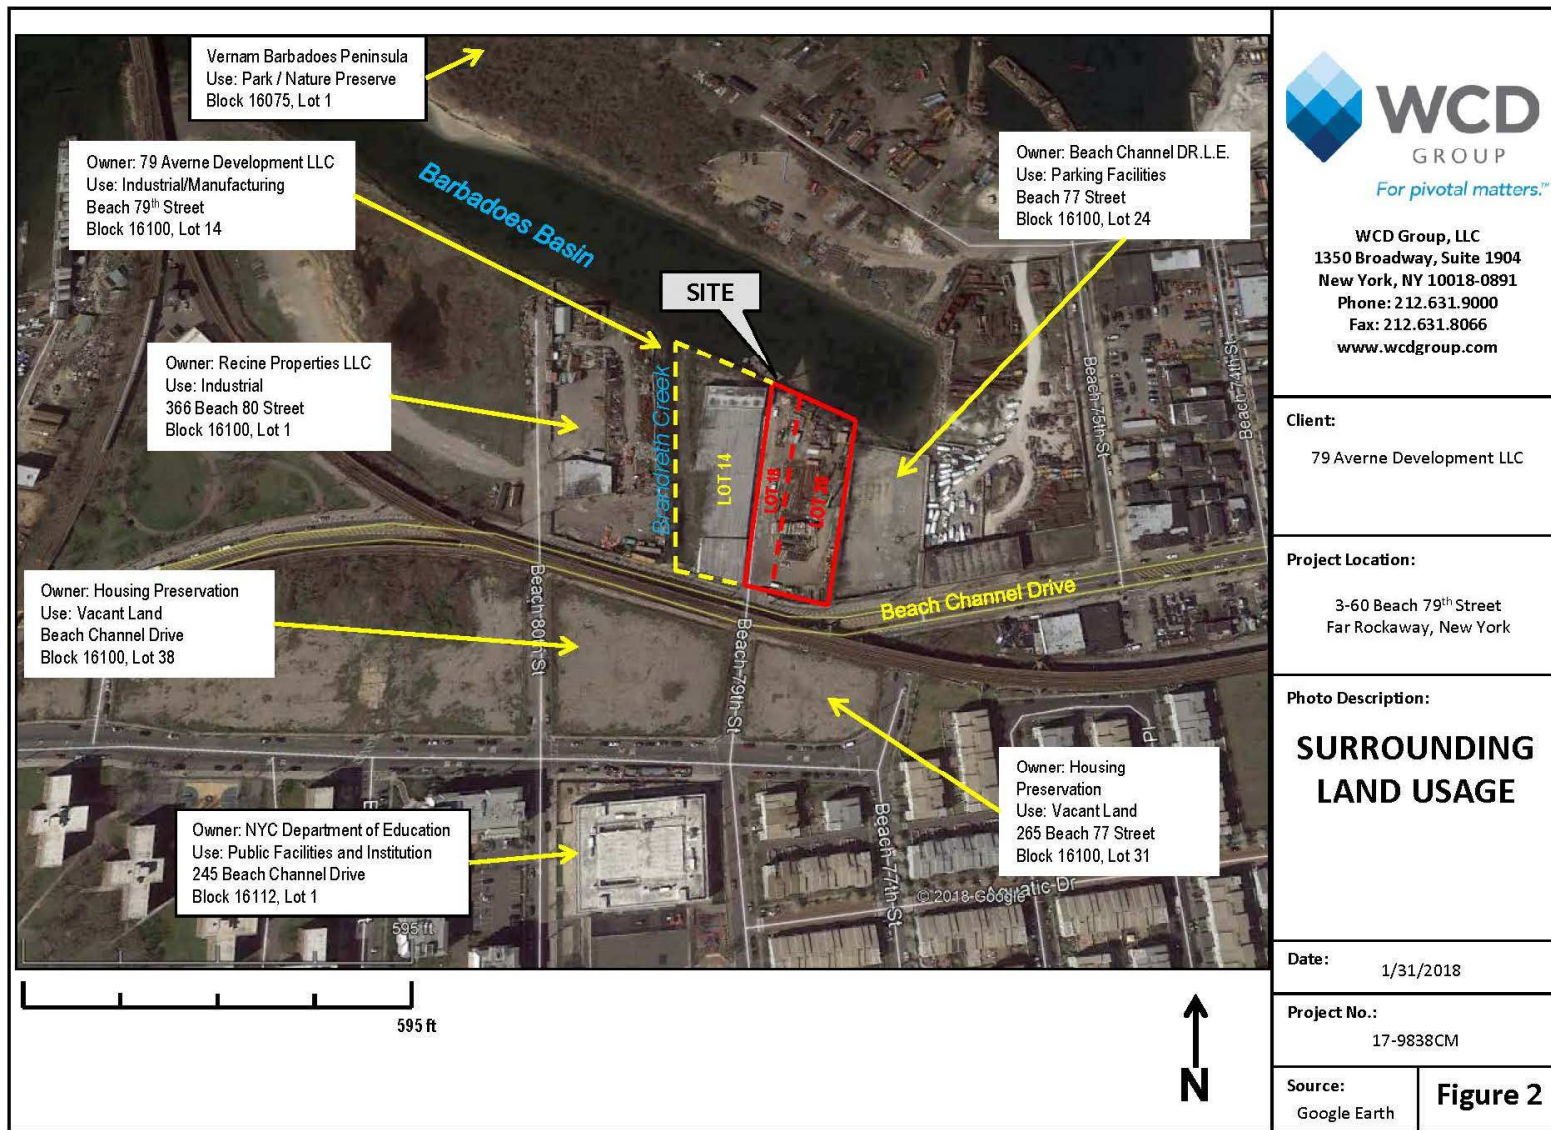 Vernam Barbadoes Peninsula
Use: Park / Nature Preserve
Block 16075, Lot 1
Owner: 79 Averne Development LLC
Use: Industrial/Manufacturing
Beach 79th Street
Block 16100, Lot 14
Owner: Beach Channel DR.L.E.
Use: Parking Facilities
Beach 77 Street
Block 16100, Lot 24
Barbadoes Basin
SITE
Owner: Recine Properties LLC
Use: Industrial
366 Beach 80 Street
Block 16100, Lot 1
Brandreth Creek
LOT 14
LOT 18
LOT 20
Beach 75th St
Beach 74th St
Beach Channel Drive
Owner: Housing Preservation
Use: Vacant Land
Beach Channel Drive
Block 16100, Lot 38
Beach 80th St
Beach 79th St
Owner: Housing
Preservation
Use: Vacant Land
265 Beach 77 Street
Block 16100, Lot 31
Pl
Owner: NYC Department of Education
Use: Public Facilities and Institution
245 Beach Channel Drive
Block 16112, Lot 1
Beach 77th St
© 2018 Google
Aquatic Dr
595 ft
595 ft
N
WCD
GROUP
For pivotal matters.™
WCD Group, LLC
1350 Broadway, Suite 1904
New York, NY 10018-0891
Phone: 212.631.9000
Fax: 212.631.8066
www.wcdgroup.com
Client:
79 Averne Development LLC
Project Location:
3-60 Beach 79th Street
Far Rockaway, New York
Photo Description:
SURROUNDING
LAND USAGE
Date:
1/31/2018
Project No.:
17-9838CM
Source:
Google Earth
Figure 2